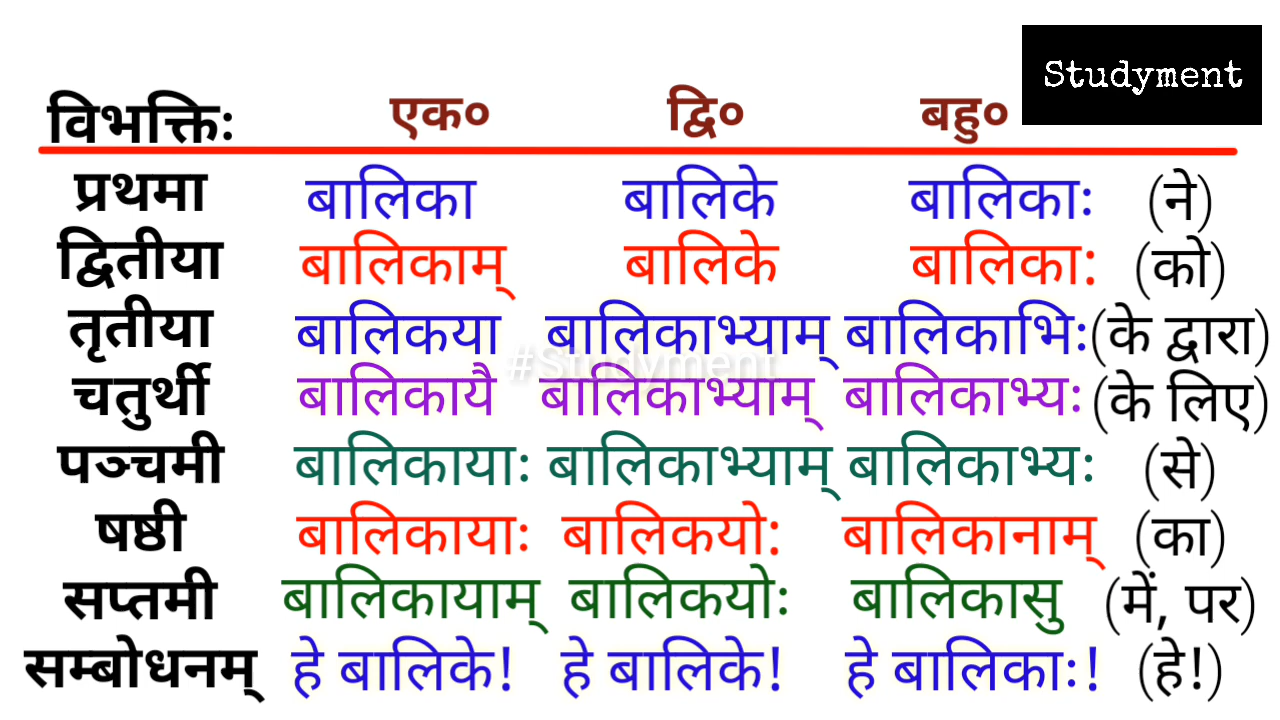 Studyment
विभक्तिः एक० द्वि० बहु०
प्रथमा बालिका बालिके बालिकाः (ने)
द्वितीया बालिकाम् बालिके बालिका: (को)
तृतीया बालिकया बालिकाभ्याम् बालिकाभिः (के द्वारा)
#Studyment
चतुर्थी बालिकायै बालिकाभ्याम् बालिकाभ्यः (के लिए)
पञ्चमी बालिकायाः बालिकाभ्याम् बालिकाभ्यः (से)
षष्ठी बालिकायाः बालिकयो: बालिकानाम् (का)
सप्तमी बालिकायाम् बालिकयोः बालिकासु (में, पर)
सम्बोधनम् हे बालिके! हे बालिके! हे बालिकाः! (हे!)